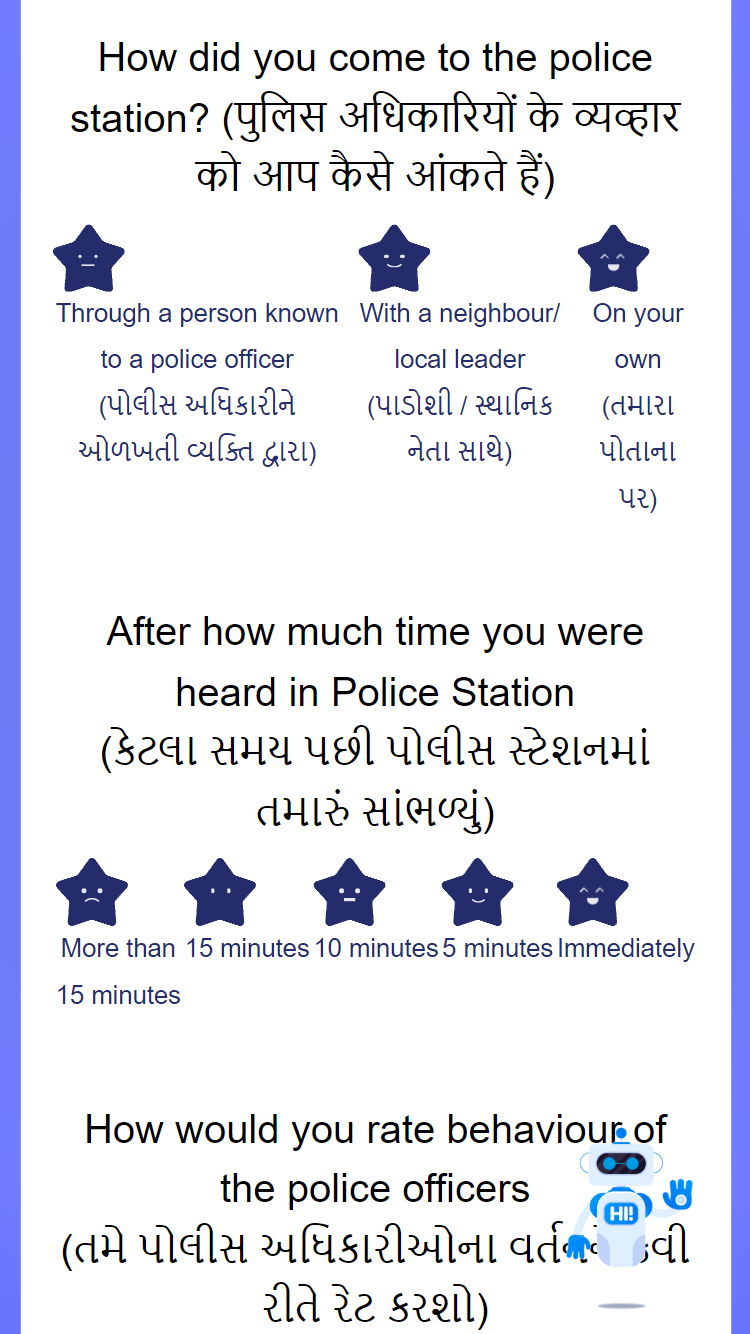 How did you come to the police
station? (पुलिस अधिकारियों के व्यव्हार
को आप कैसे आंकते हैं)
Through a person known
to a police officer
(પોલીસ અધિકારીને
ઓળખતી વ્યક્તિ દ્વારા)
With a neighbour/
local leader
(પાડોશી / સ્થાનિક
નેતા સાથે)
On your
own
(તમારા
પોતાના
પર)
After how much time you were
heard in Police Station
(કેટલા સમય પછી પોલીસ સ્ટેશનમાં
તમારું સાંભળ્યું)
More than
15 minutes
15 minutes
10 minutes
5 minutes
Immediately
How would you rate behaviour of
the police officers
(તમે પોલીસ અધિકારીઓના
રીતે રેટ કરશો)
HI!